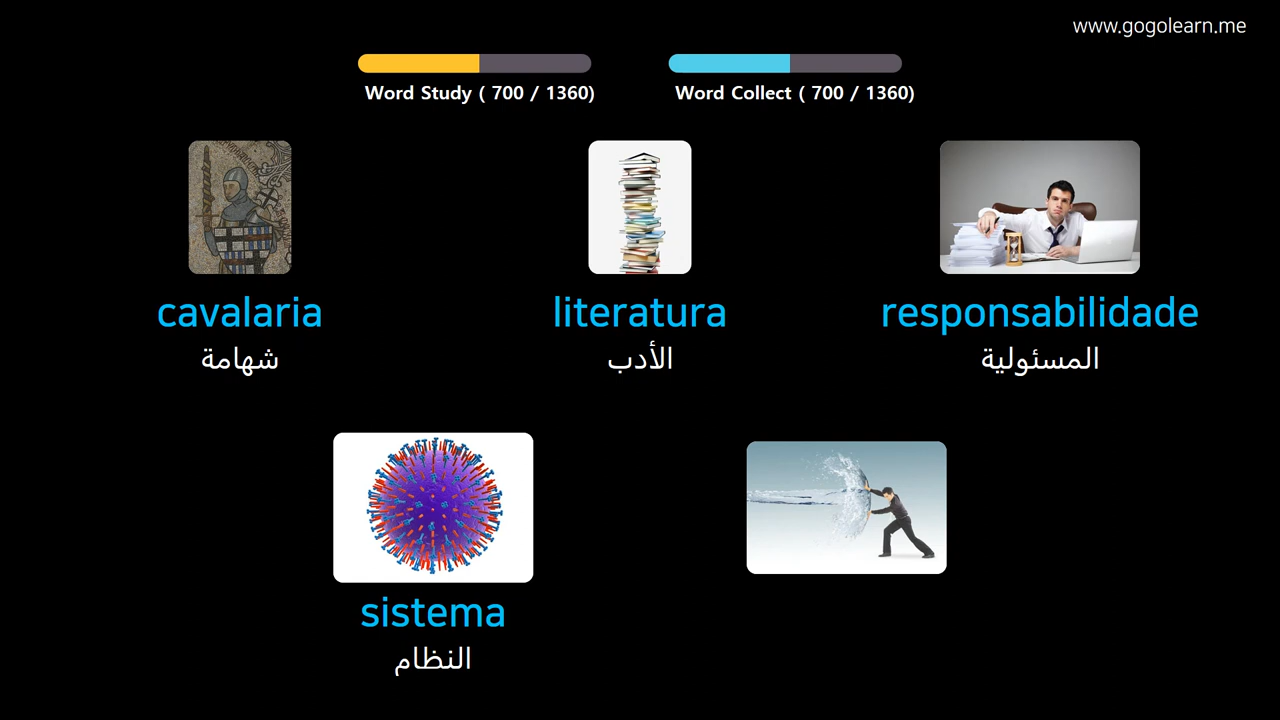 www.gogolearn.me
Word Study ( 700 / 1360)
Word Collect ( 700 / 1360)
cavalaria
شهامة
literatura
الأدب
responsabilidade
المسئولية
sistema
النظام